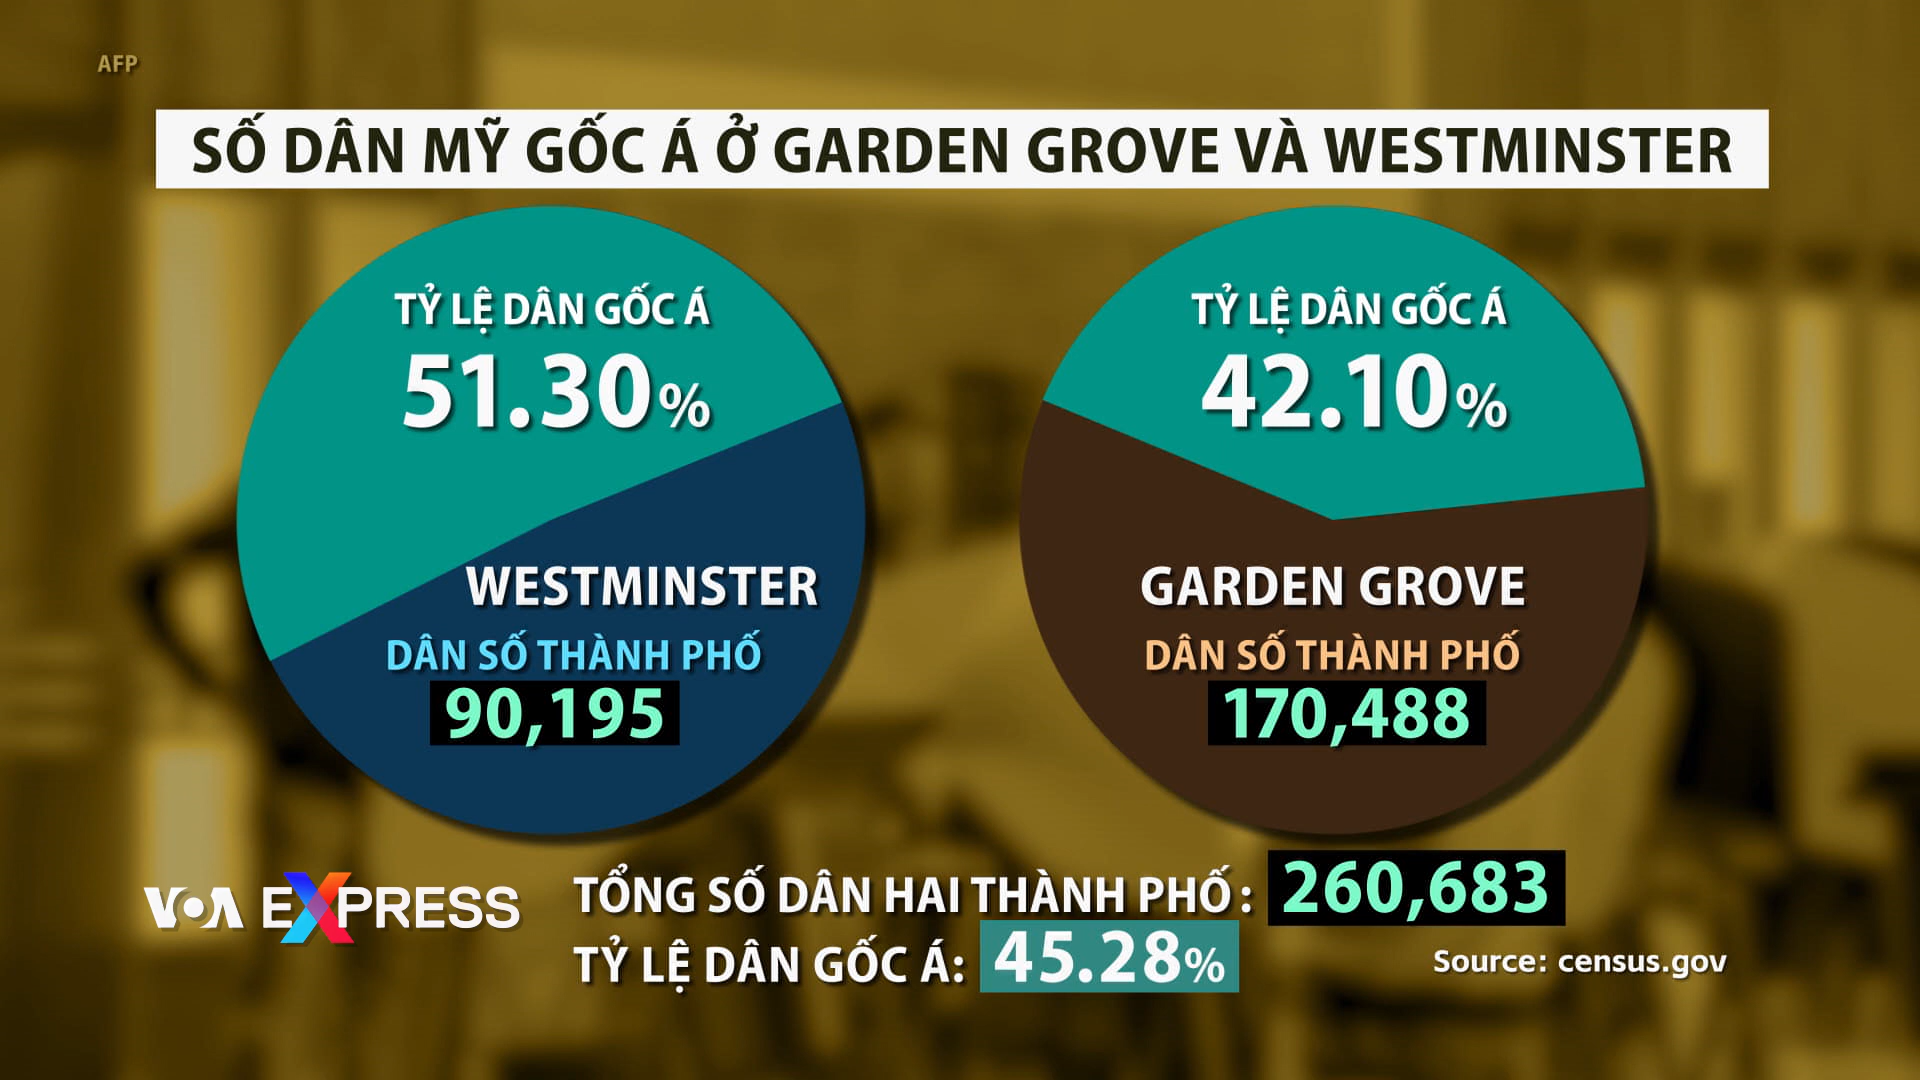 AFP
SỐ DÂN MỸ GỐC Á Ở GARDEN GROVE VÀ WESTMINSTER
TỶ LỆ DÂN GỐC Á
51.30%
WESTMINSTER
DÂN SỐ THÀNH PHỐ
90,195
TỶ LỆ DÂN GỐC Á
42.10%
GARDEN GROVE
DÂN SỐ THÀNH PHỐ
170,488
VOA EXPRESS
TỔNG SỐ DÂN HAI THÀNH PHỐ: 260,683
TỶ LỆ DÂN GỐC Á: 45.28%
Source: census.gov